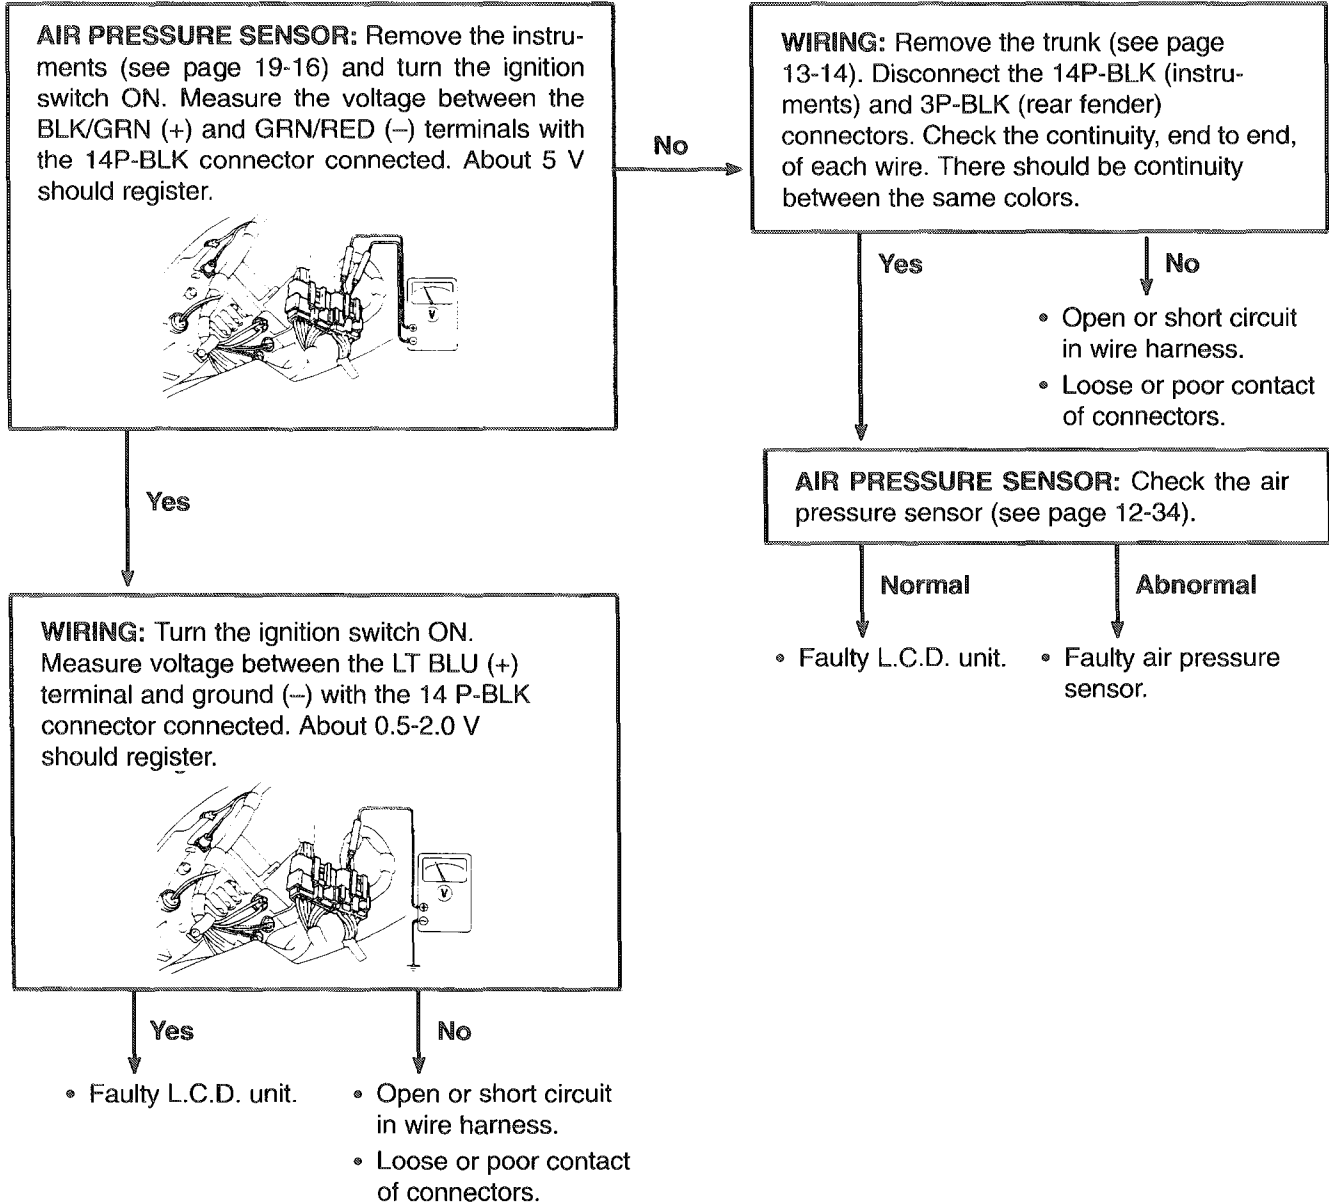 AIR PRESSURE SENSOR: Remove the instru-
ments (see page 19-16) and turn the ignition
switch ON. Measure the voltage between the
BLK/GRN (+) and GRN/RED (–) terminals with
the 14P-BLK connector connected. About 5 V
should register.
V
+
–
No
WIRING: Remove the trunk (see page
13-14). Disconnect the 14P-BLK (instru-
ments) and 3P-BLK (rear fender)
connectors. Check the continuity, end to end,
of each wire. There should be continuity
between the same colors.
Yes
No
• Open or short circuit
in wire harness.
• Loose or poor contact
of connectors.
AIR PRESSURE SENSOR: Check the air
pressure sensor (see page 12-34).
Normal
Abnormal
• Faulty L.C.D. unit.
• Faulty air pressure
sensor.
Yes
WIRING: Turn the ignition switch ON.
Measure voltage between the LT BLU (+)
terminal and ground (–) with the 14 P-BLK
connector connected. About 0.5-2.0 V
should register.
V
+
–
Yes
No
• Faulty L.C.D. unit.
• Open or short circuit
in wire harness.
• Loose or poor contact
of connectors.